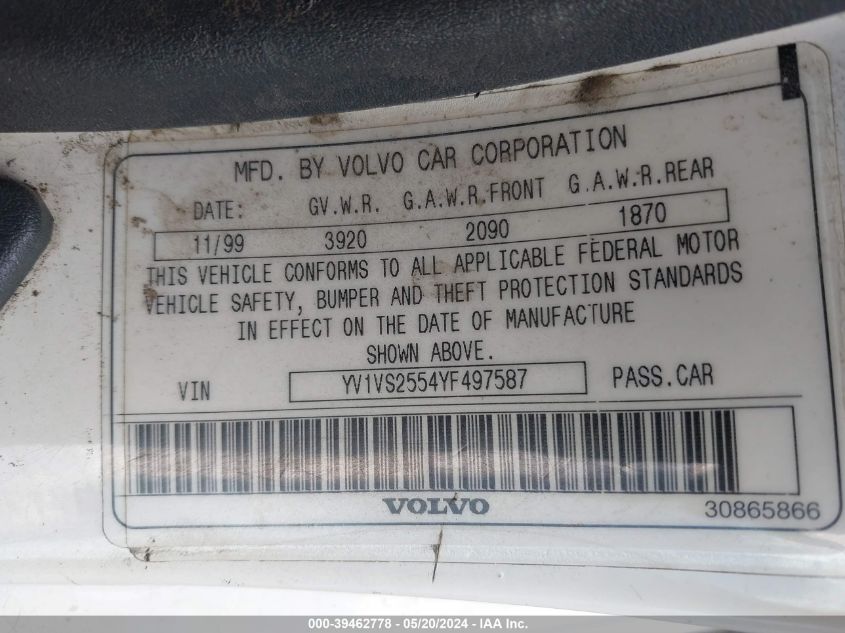 MFD. BY VOLVO CAR CORPORATION
DATE: GV.W.R. G.A.W.R.FRONT G.A.W.R.REAR
11/99 3920 2090 1870
THIS VEHICLE CONFORMS TO ALL APPLICABLE FEDERAL MOTOR
VEHICLE SAFETY, BUMPER AND THEFT PROTECTION STANDARDS
IN EFFECT ON THE DATE OF MANUFACTURE
SHOWN ABOVE.
VIN YV1VS2554YF497587 PASS.CAR
VOLVO 30865866
000-39462778 - 05/20/2024 - IAA Inc.